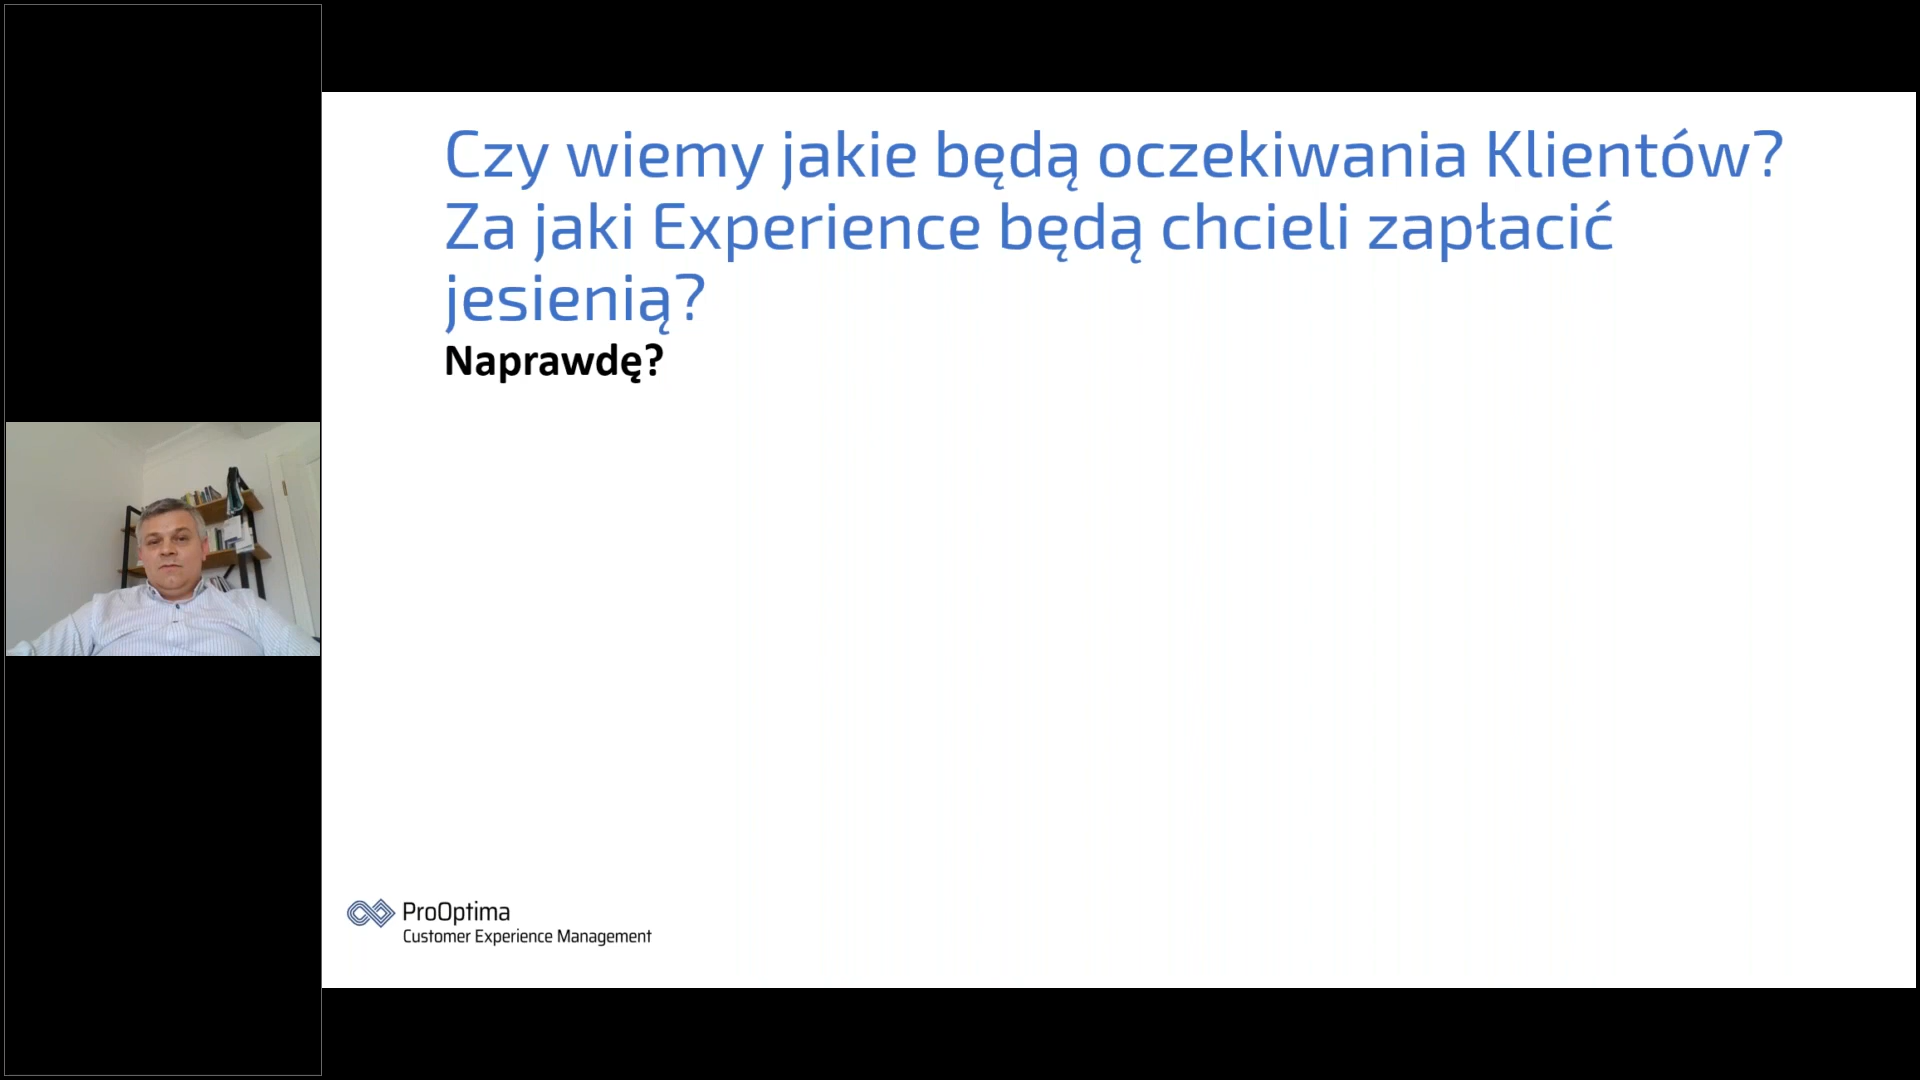 Czy wiemy jakie będą oczekiwania Klientów?
Za jaki Experience będą chcieli zapłacić
jesienią?
Naprawdę?
ProOptima
Customer Experience Management